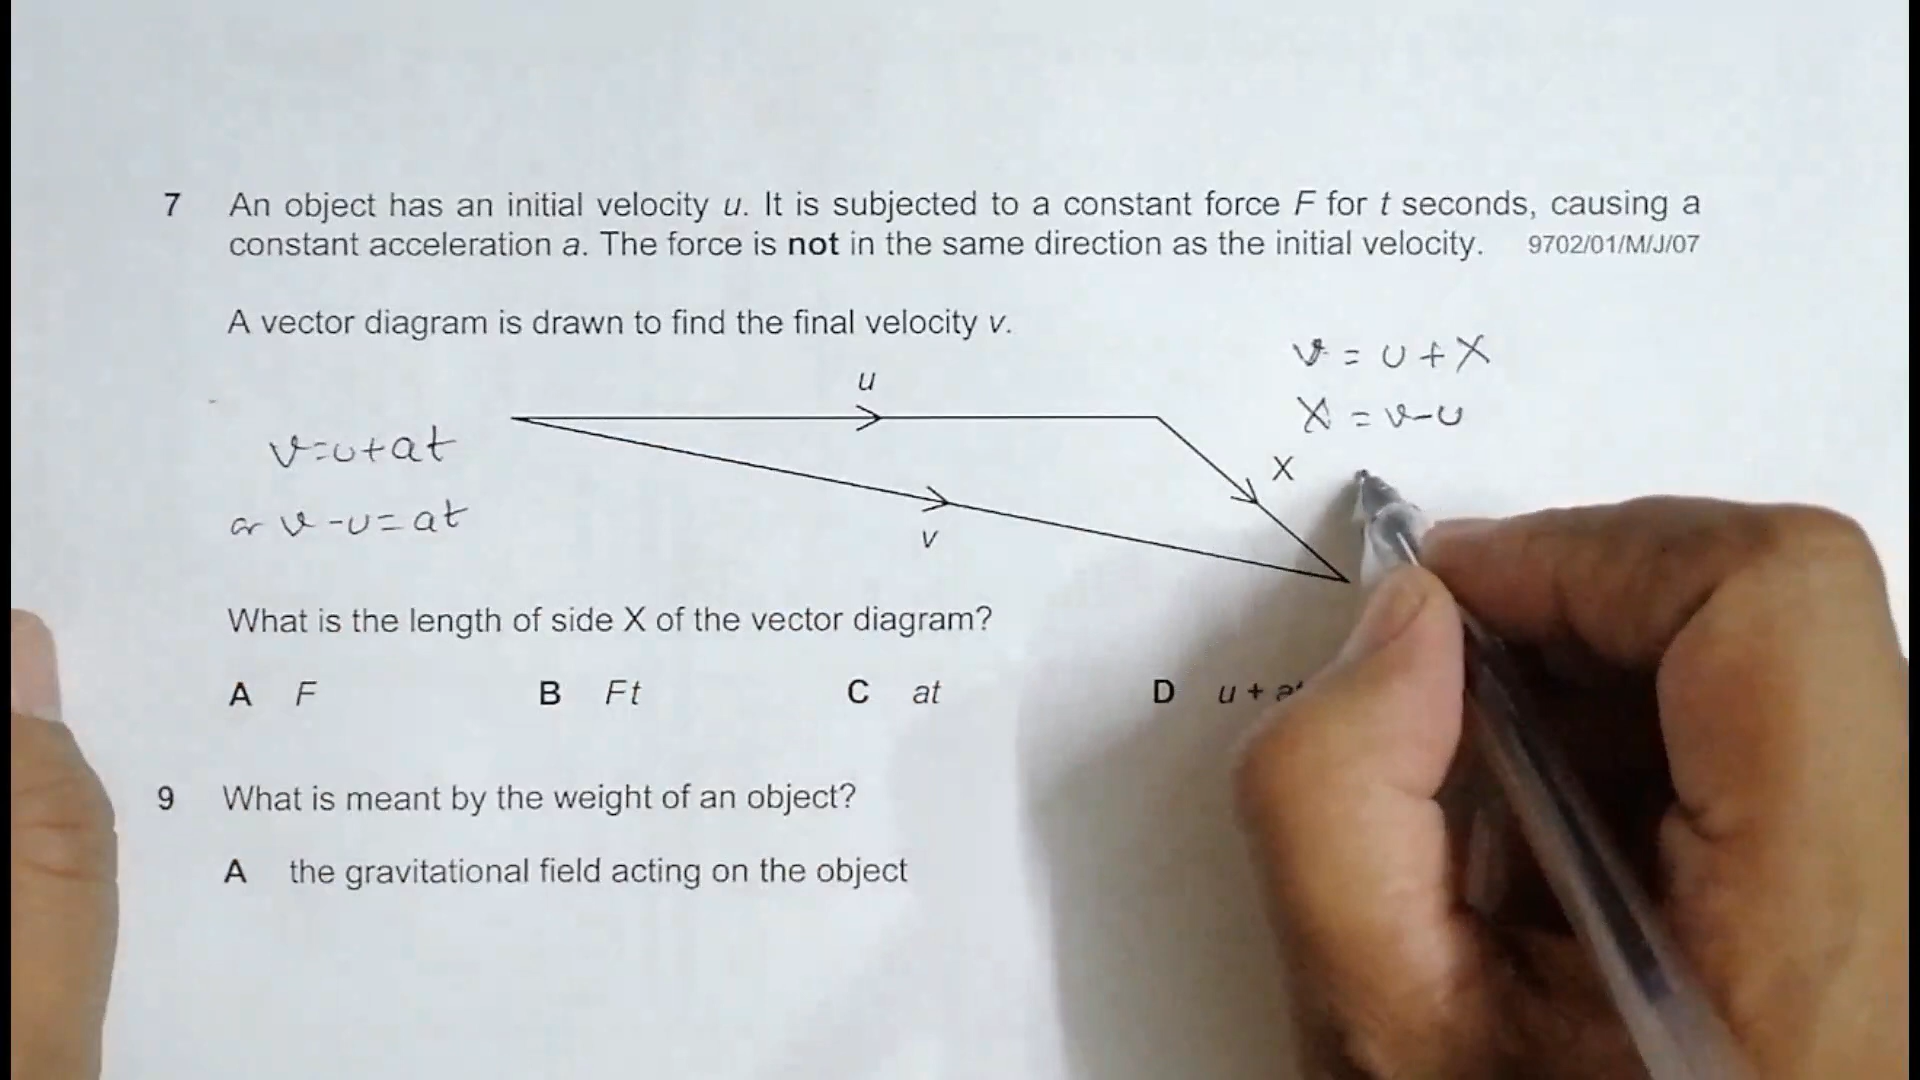 7 An object has an initial velocity u. It is subjected to a constant force F for t seconds, causing a
constant acceleration a. The force is not in the same direction as the initial velocity. 9702/01/M/J/07
A vector diagram is drawn to find the final velocity v.
v = u + X
u
X = v-u
v=u+at
X
or v-u=at
v
What is the length of side X of the vector diagram?
A F B Ft C at D u +
9 What is meant by the weight of an object?
A the gravitational field acting on the object